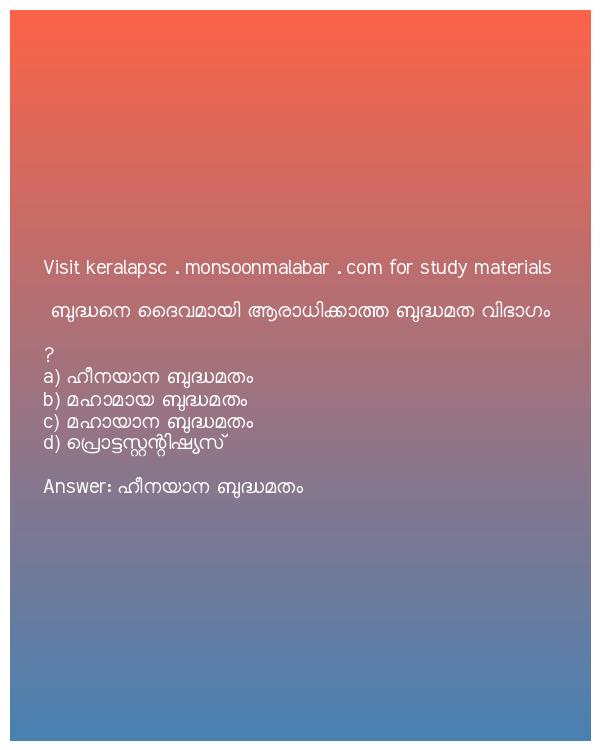 Visit keralapsc . monsoonmalabar . com for study materials
ബുദ്ധനെ ദൈവമായി ആരാധിക്കാത്ത ബുദ്ധമത വിഭാഗം
?
a) ഹീനയാന ബുദ്ധമതം
b) മഹാമായ ബുദ്ധമതം
c) മഹായാന ബുദ്ധമതം
d) പ്രൊട്ടസ്റ്റന്റിഷ്യസ്
Answer: ഹീനയാന ബുദ്ധമതം